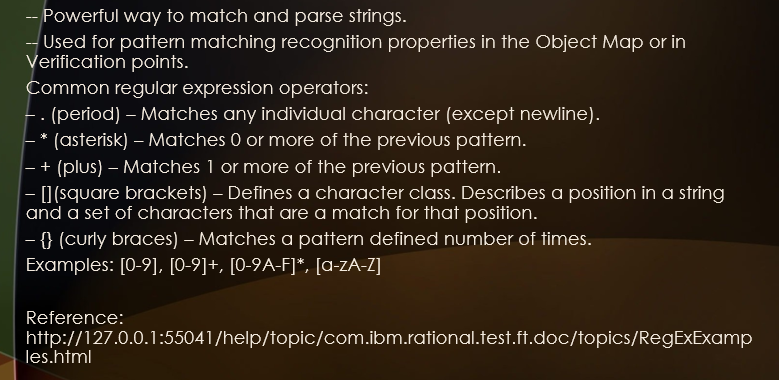 -- Powerful way to match and parse strings.
-- Used for pattern matching recognition properties in the Object Map or in
Verification points.
Common regular expression operators:
– . (period) – Matches any individual character (except newline).
– * (asterisk) – Matches 0 or more of the previous pattern.
– + (plus) – Matches 1 or more of the previous pattern.
– [](square brackets) – Defines a character class. Describes a position in a string
and a set of characters that are a match for that position.
– {} (curly braces) – Matches a pattern defined number of times.
Examples: [0-9], [0-9]+, [0-9A-F]*, [a-zA-Z]
Reference:
http://127.0.0.1:55041/help/topic/com.ibm.rational.test.ft.doc/topics/RegExExamp
les.html